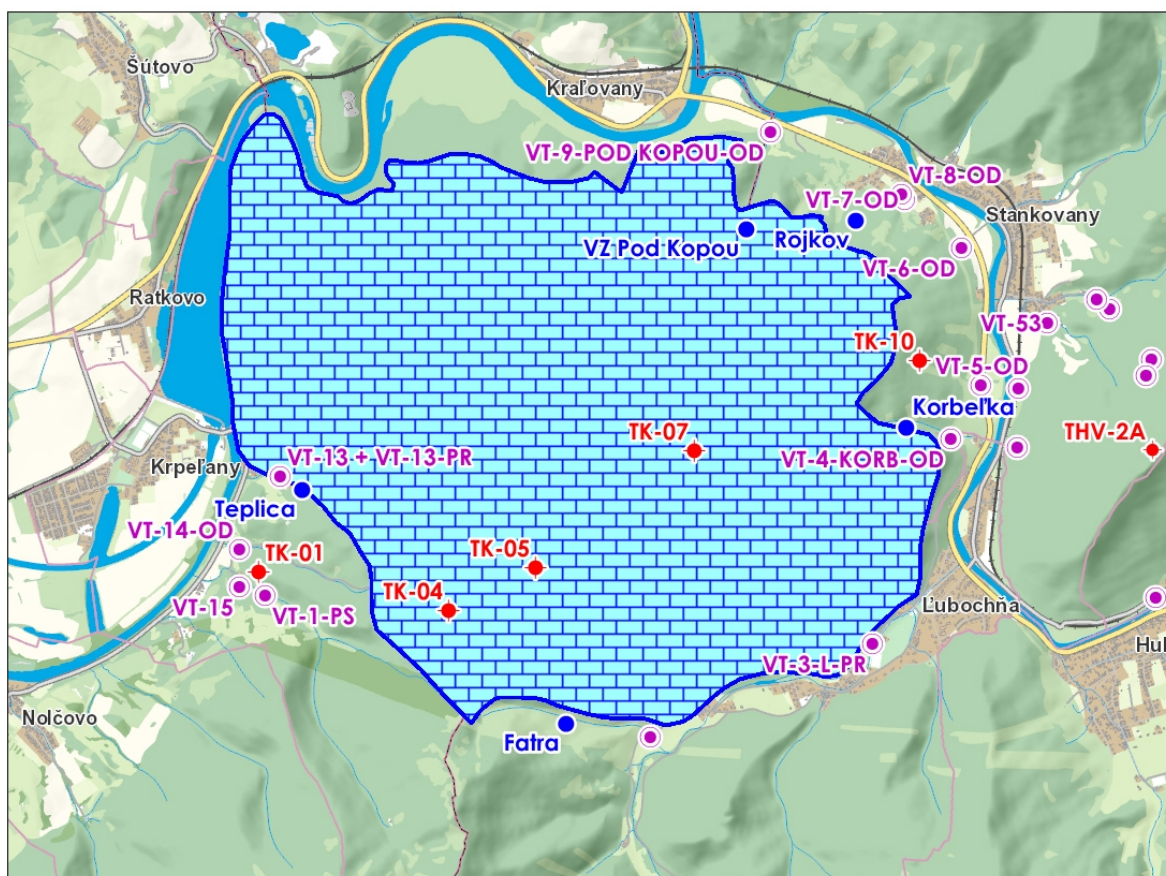 Šútovo
Kraľovany
VT-9-POD KOPOU-OD
VT-8-OD
VT-7-OD
Stankovany
VZ Pod Kopou
Rojkov
VT-6-OD
Ratkovo
VT-53
TK-10
VT-5-OD
Korbeľka
TK-07
THV-2A
VT-4-KORB-OD
Krpeľany
VT-13 + VT-13-PR
Teplica
VT-14-OD
TK-01
TK-05
TK-04
VT-15
VT-1-PS
Ľubochňa
VT-3-L-PR
Hul
Nolčovo
Fatra